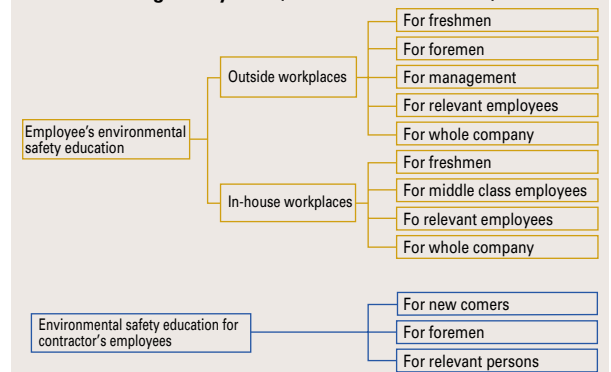 For freshmen
For foremen
Outside workplaces
For management
For relevant employees
Employee's environmental
safety education
For whole company
For freshmen
For middle class employees
In-house workplaces
Fo relevant employees
For whole company
For new comers
Environmental safety education for
contractor's employees
For foremen
For relevant persons